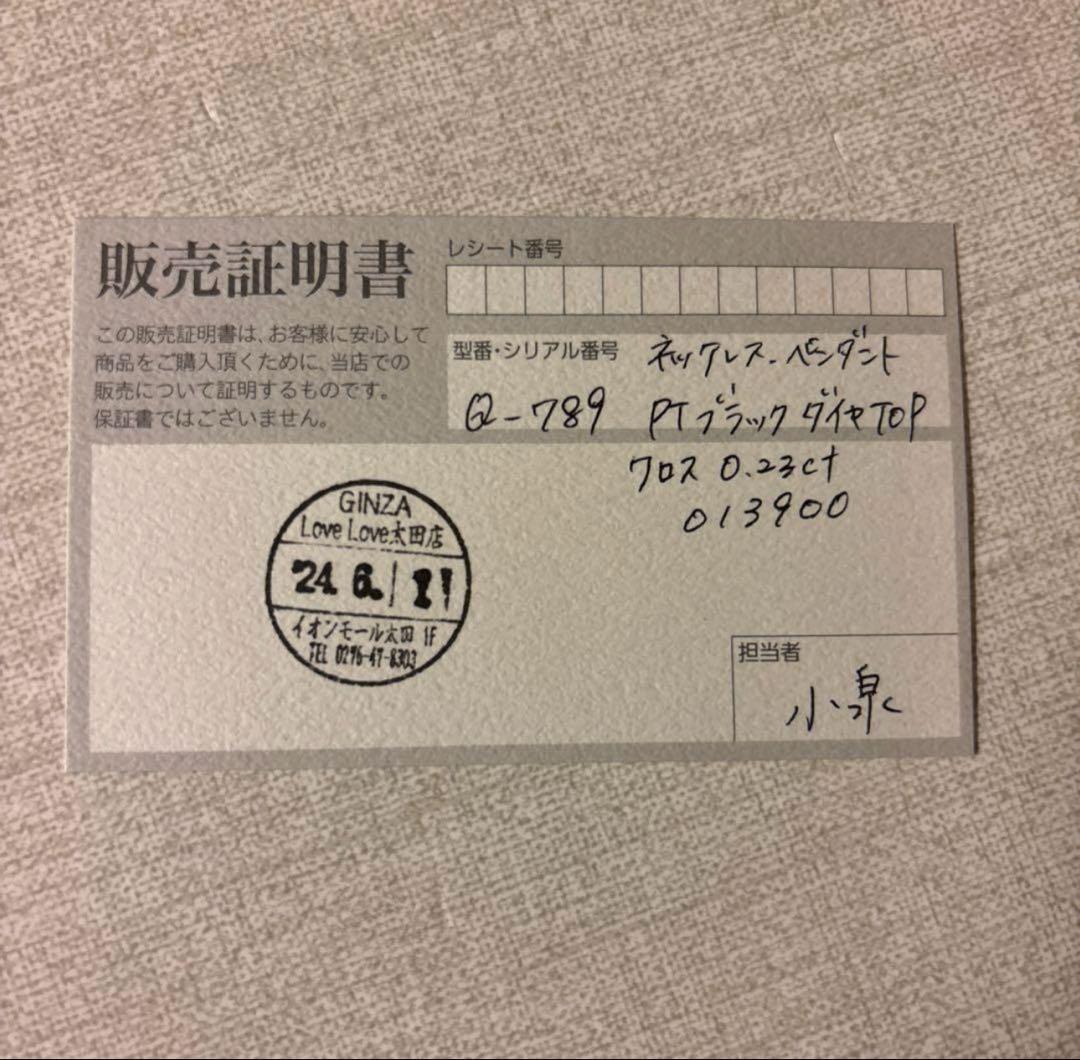 販売証明書
この販売証明書は、お客様に安心して
商品をご購入頂くために、当店での
販売について証明するものです。
保証書ではございません。
レシート番号
型番・シリアル番号
ネックレス・ペンダント
Q-789 PTブラックダイヤTOP
クロス 0.23ct
013900
GINZA
Love Love太田店
24. 6.
イオンモール太田 1F
TEL 0276-47-8303
担当者
小泉